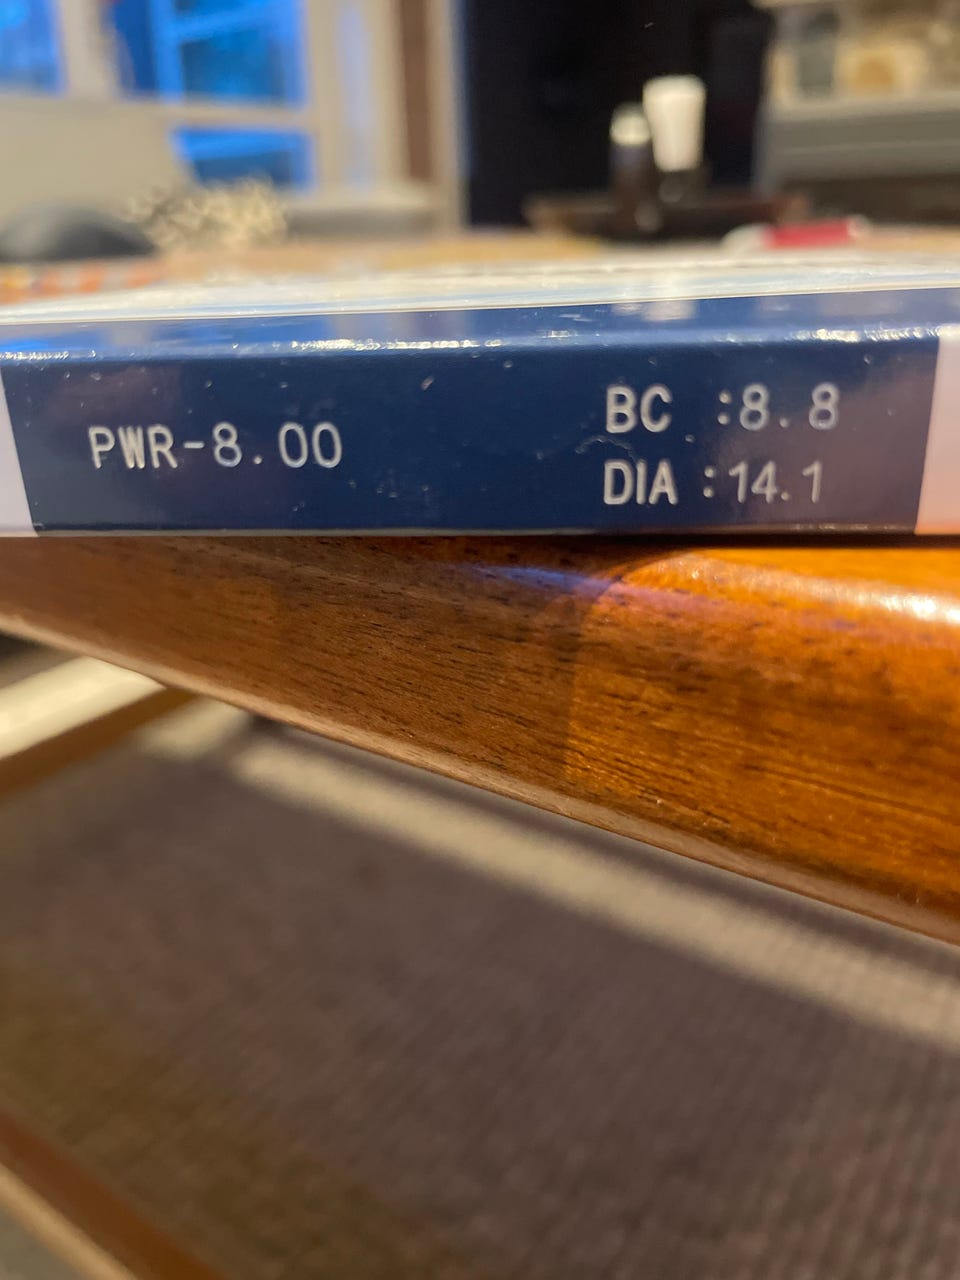 PWR-8.00
BC :8.8
DIA :14.1